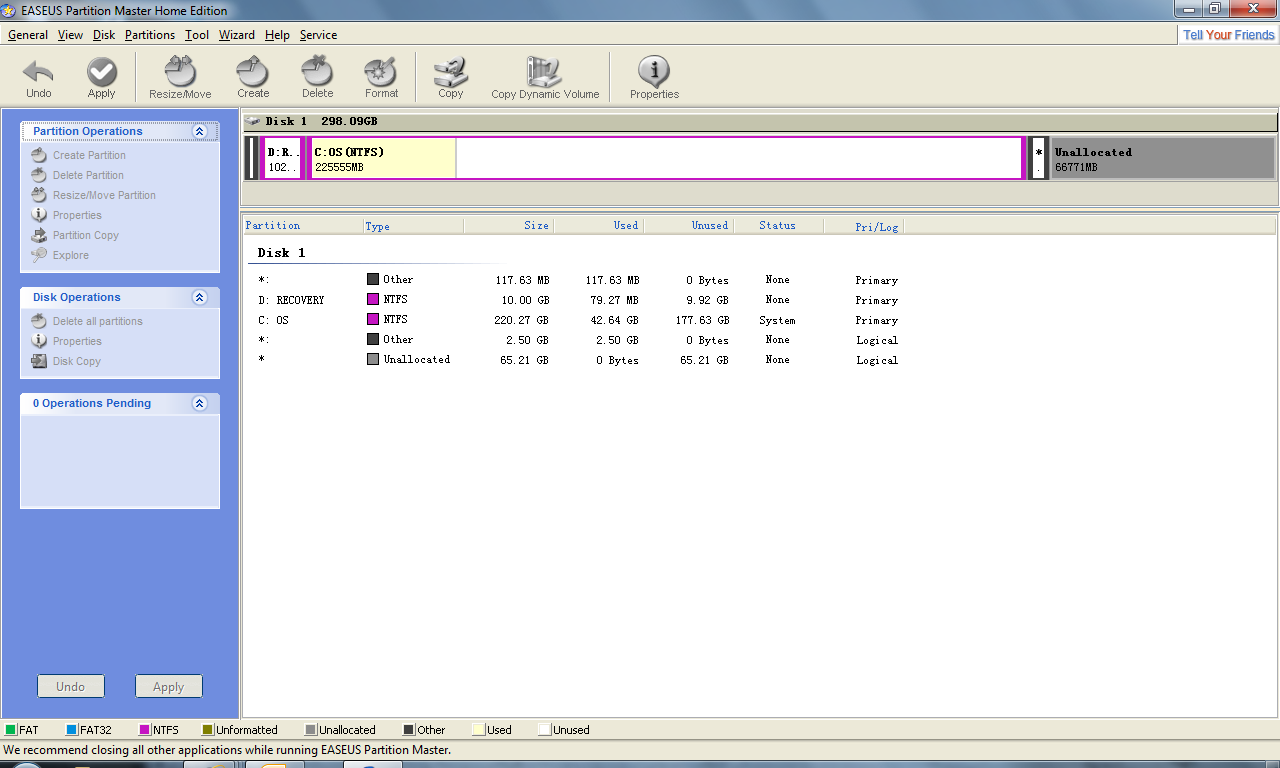 EASEUS Partition Master Home Edition
General View Disk Partitions Tool Wizard Help Service
Tell Your Friends
Undo Apply Resize/Move Create Delete Format Copy Copy Dynamic Volume Properties
Partition Operations
Create Partition
Delete Partition
Resize/Move Partition
Properties
Partition Copy
Explore
Disk Operations
Delete all partitions
Properties
Disk Copy
0 Operations Pending
Undo Apply
Disk 1 298.09GB
D:R.. C:OS(NTFS) * Unallocated
102.. 225555MB . 66771MB
Partition Type Size Used Unused Status Pri/Log
Disk 1
*: Other 117.63 MB 117.63 MB 0 Bytes None Primary
D: RECOVERY NTFS 10.00 GB 79.27 MB 9.92 GB None Primary
C: OS NTFS 220.27 GB 42.64 GB 177.63 GB System Primary
*: Other 2.50 GB 2.50 GB 0 Bytes None Logical
* Unallocated 65.21 GB 0 Bytes 65.21 GB None Logical
FAT FAT32 NTFS Unformatted Unallocated Other Used Unused
We recommend closing all other applications while running EASEUS Partition Master.